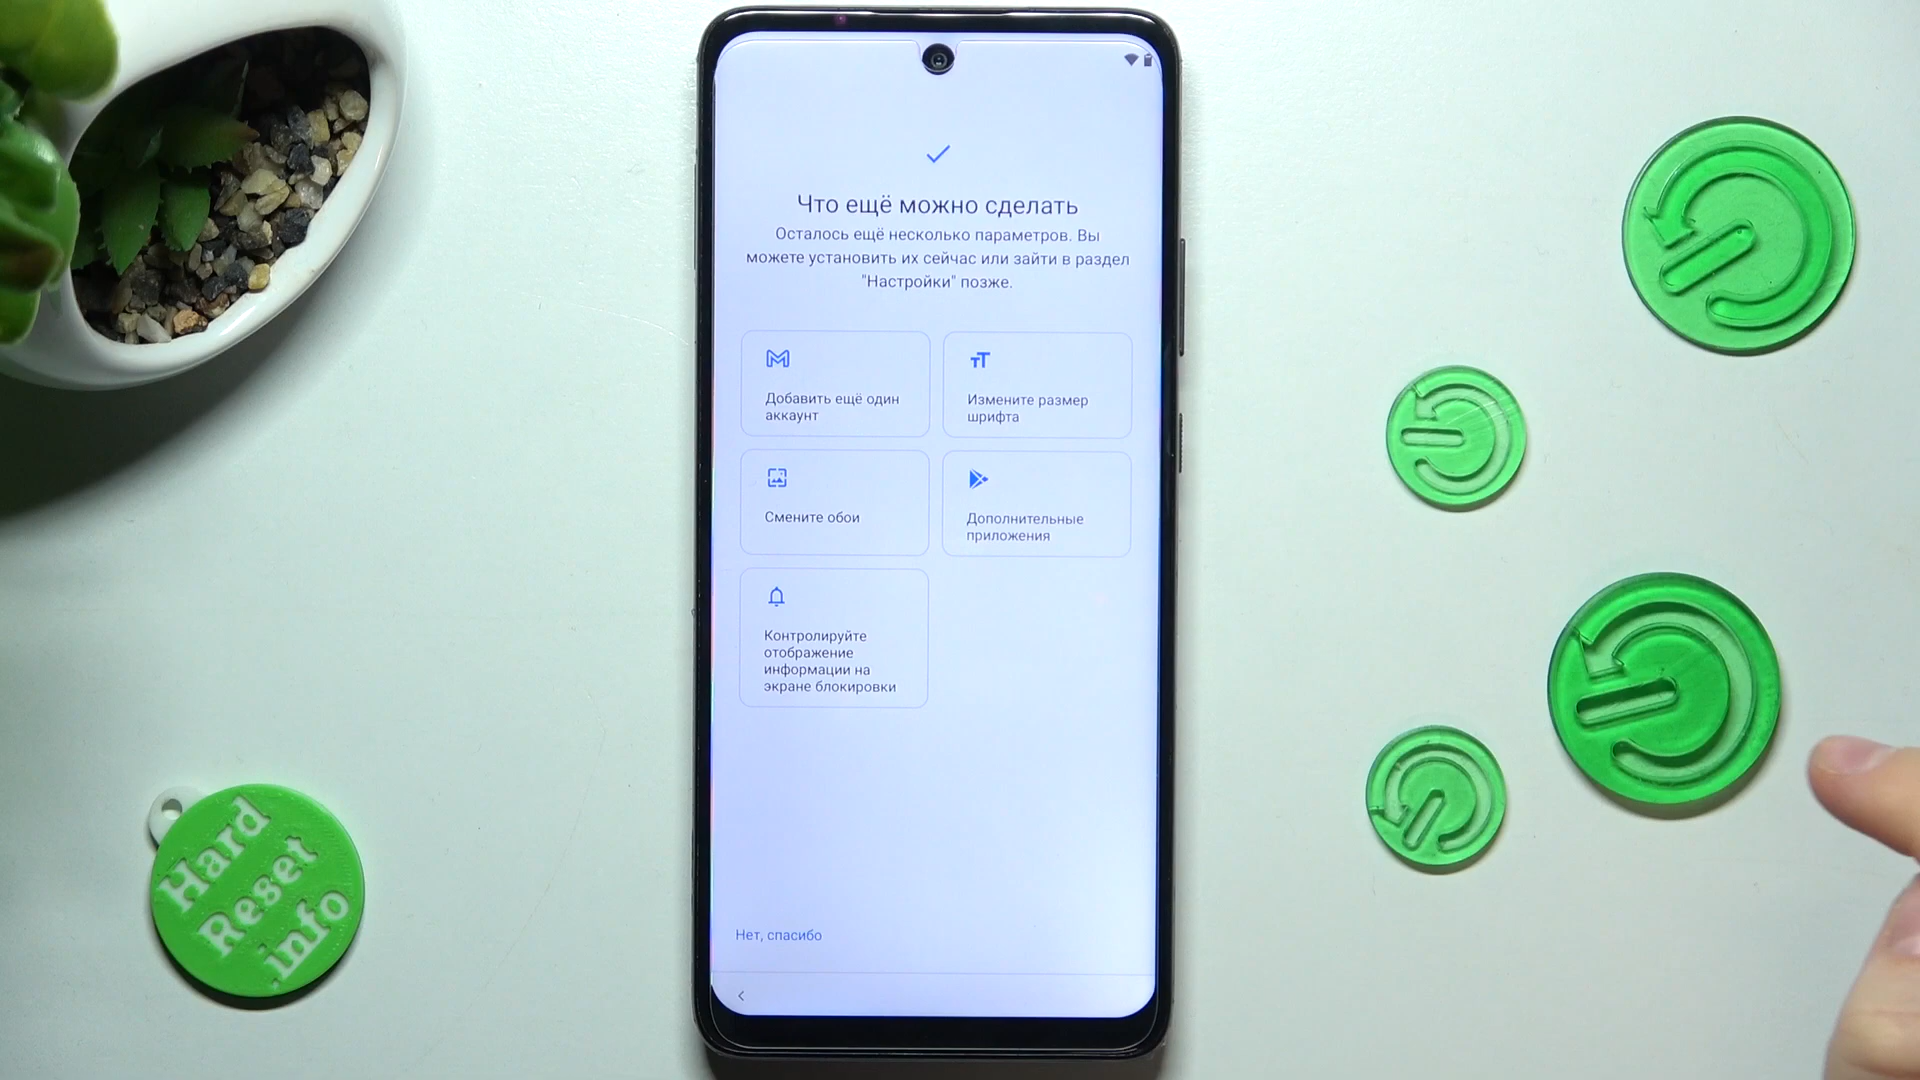 Что ещё можно сделать
Осталось ещё несколько параметров. Вы
можете установить их сейчас или зайти в раздел
"Настройки" позже.
Добавить ещё один
аккаунт
Измените размер
шрифта
Смените обои
Дополнительные
приложения
Контролируйте
отображение
информации на
экране блокировки
Нет, спасибо
Hard
Reset
.info